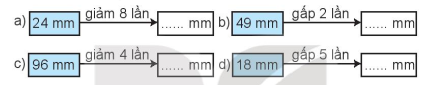 a) 24 mm giảm 8 lần ...... mm b) 49 mm gấp 2 lần ...... mm
c) 96 mm giảm 4 lần ...... mm d) 18 mm gấp 5 lần ...... mm